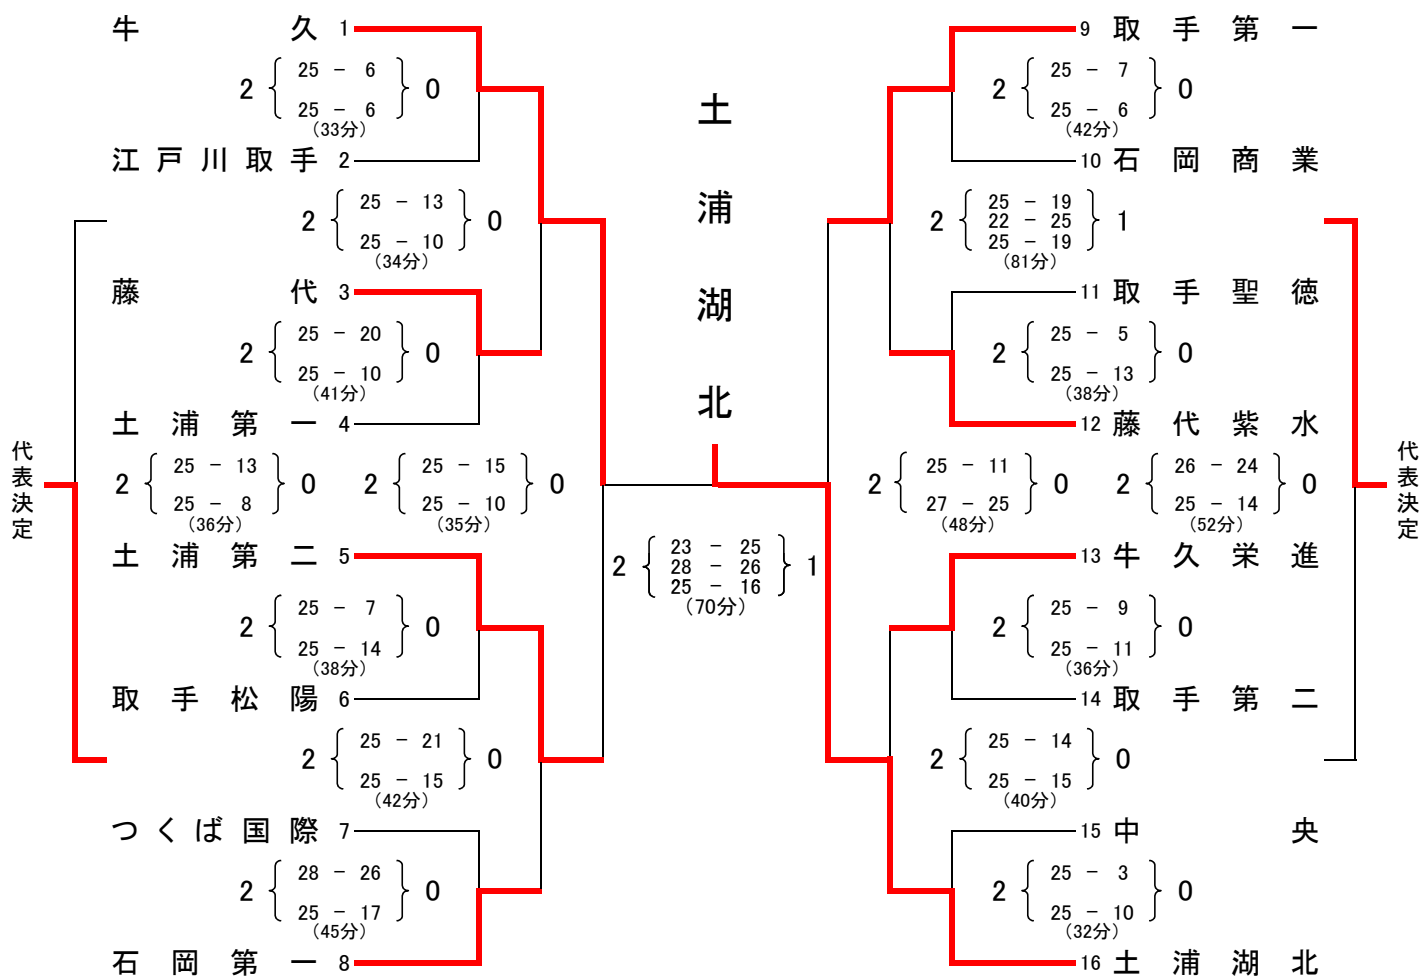 牛久 1
2 25 － 6 0
25 － 6
（33分）
江戸川取手 2
2 25 － 13 0
25 － 10
（34分）
藤代 3
2 25 － 20 0
25 － 10
（41分）
土浦第一 4
代表決定
2 25 － 13 0
25 － 8
（36分）
2 25 － 15 0
25 － 10
（35分）
土浦第二 5
2 25 － 7 0
25 － 14
（38分）
取手松陽 6
2 25 － 21 0
25 － 15
（42分）
つくば国際 7
2 28 － 26 0
25 － 17
（45分）
石岡第一 8
土浦湖北
2 23 － 25 1
28 － 26
25 － 16
（70分）
9 取手第一
2 25 － 7 0
25 － 6
（42分）
10 石岡商業
2 25 － 19 1
22 － 25
25 － 19
（81分）
11 取手聖徳
2 25 － 5 0
25 － 13
（38分）
12 藤代紫水
2 25 － 11 0
27 － 25
（48分）
2 26 － 24 0
25 － 14
（52分）
代表決定
13 牛久栄進
2 25 － 9 0
25 － 11
（36分）
14 取手第二
2 25 － 14 0
25 － 15
（40分）
15 中央
2 25 － 3 0
25 － 10
（32分）
16 土浦湖北